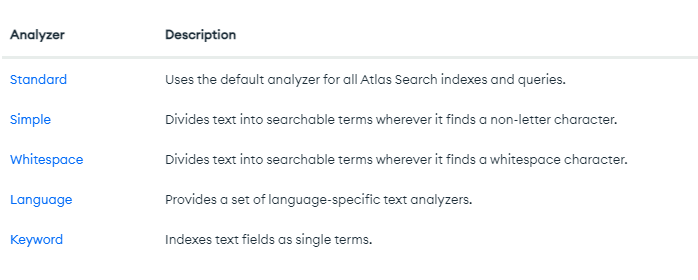 Analyzer Description
Standard Uses the default analyzer for all Atlas Search indexes and queries.
Simple Divides text into searchable terms wherever it finds a non-letter character.
Whitespace Divides text into searchable terms wherever it finds a whitespace character.
Language Provides a set of language-specific text analyzers.
Keyword Indexes text fields as single terms.